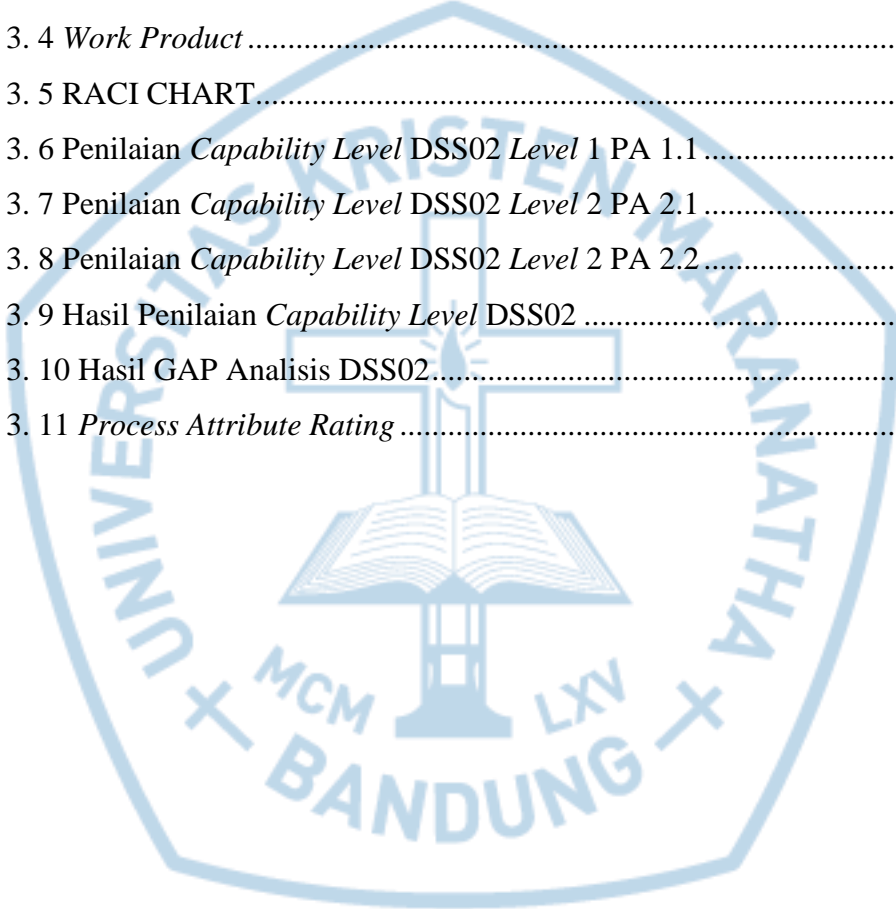 3. 4 Work Product ........................................................................................
3. 5 RACI CHART........................................................................................
3. 6 Penilaian Capability Level DSS02 Level 1 PA 1.1 ............................
3. 7 Penilaian Capability Level DSS02 Level 2 PA 2.1 ............................
3. 8 Penilaian Capability Level DSS02 Level 2 PA 2.2 ............................
3. 9 Hasil Penilaian Capability Level DSS02 ............................................
3. 10 Hasil GAP Analisis DSS02................................................................
3. 11 Process Attribute Rating ....................................................................
UNIVERSITAS KRISTEN MARANATHA
MCM LXV
BANDUNG